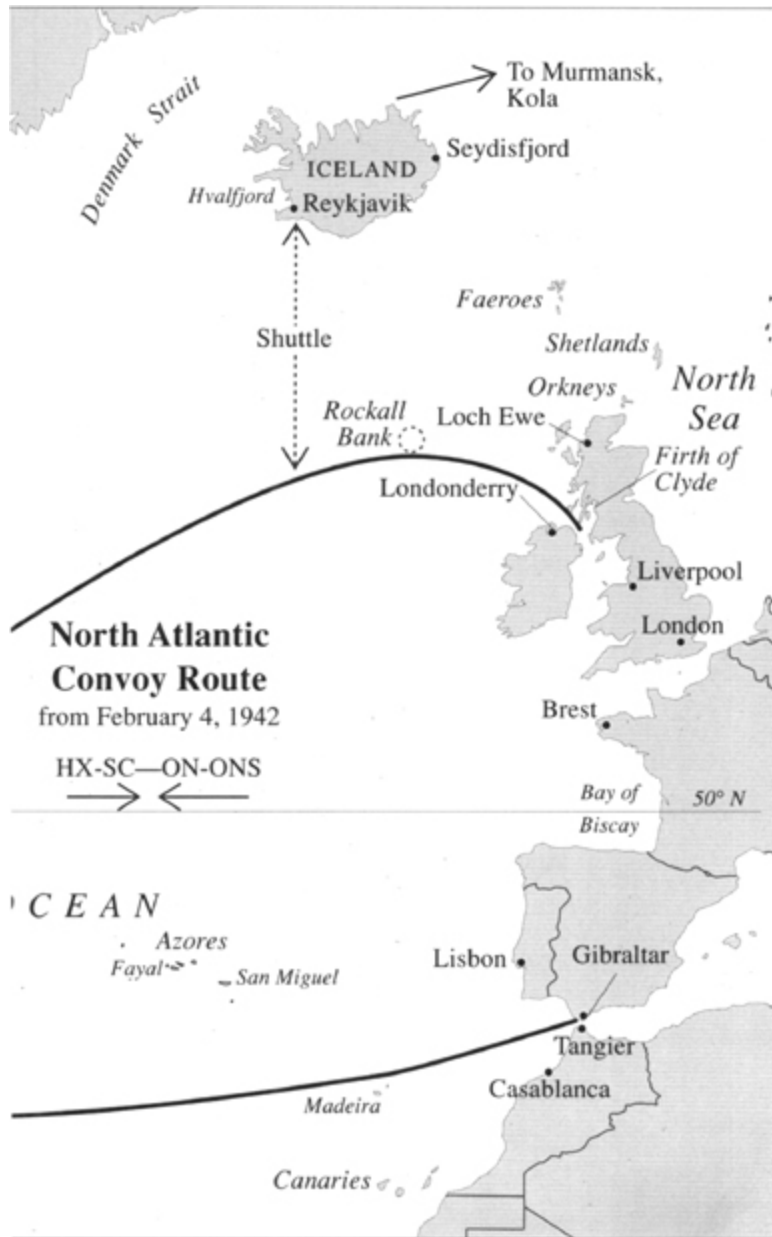 To Murmansk,
Kola
Denmark Strait
Seydisfjord
ICELAND
Hvalfjord
Reykjavik
Faeroes
Shuttle
Shetlands
Orkneys
North
Sea
Rockall
Bank
Loch Ewe
Firth of
Clyde
Londonderry
Liverpool
London
North Atlantic
Convoy Route
from February 4, 1942
Brest
HX-SC—ON-ONS
Bay of
Biscay
50° N
CEAN
Azores
Fayal
San Miguel
Lisbon
Gibraltar
Tangier
Casablanca
Madeira
Canaries